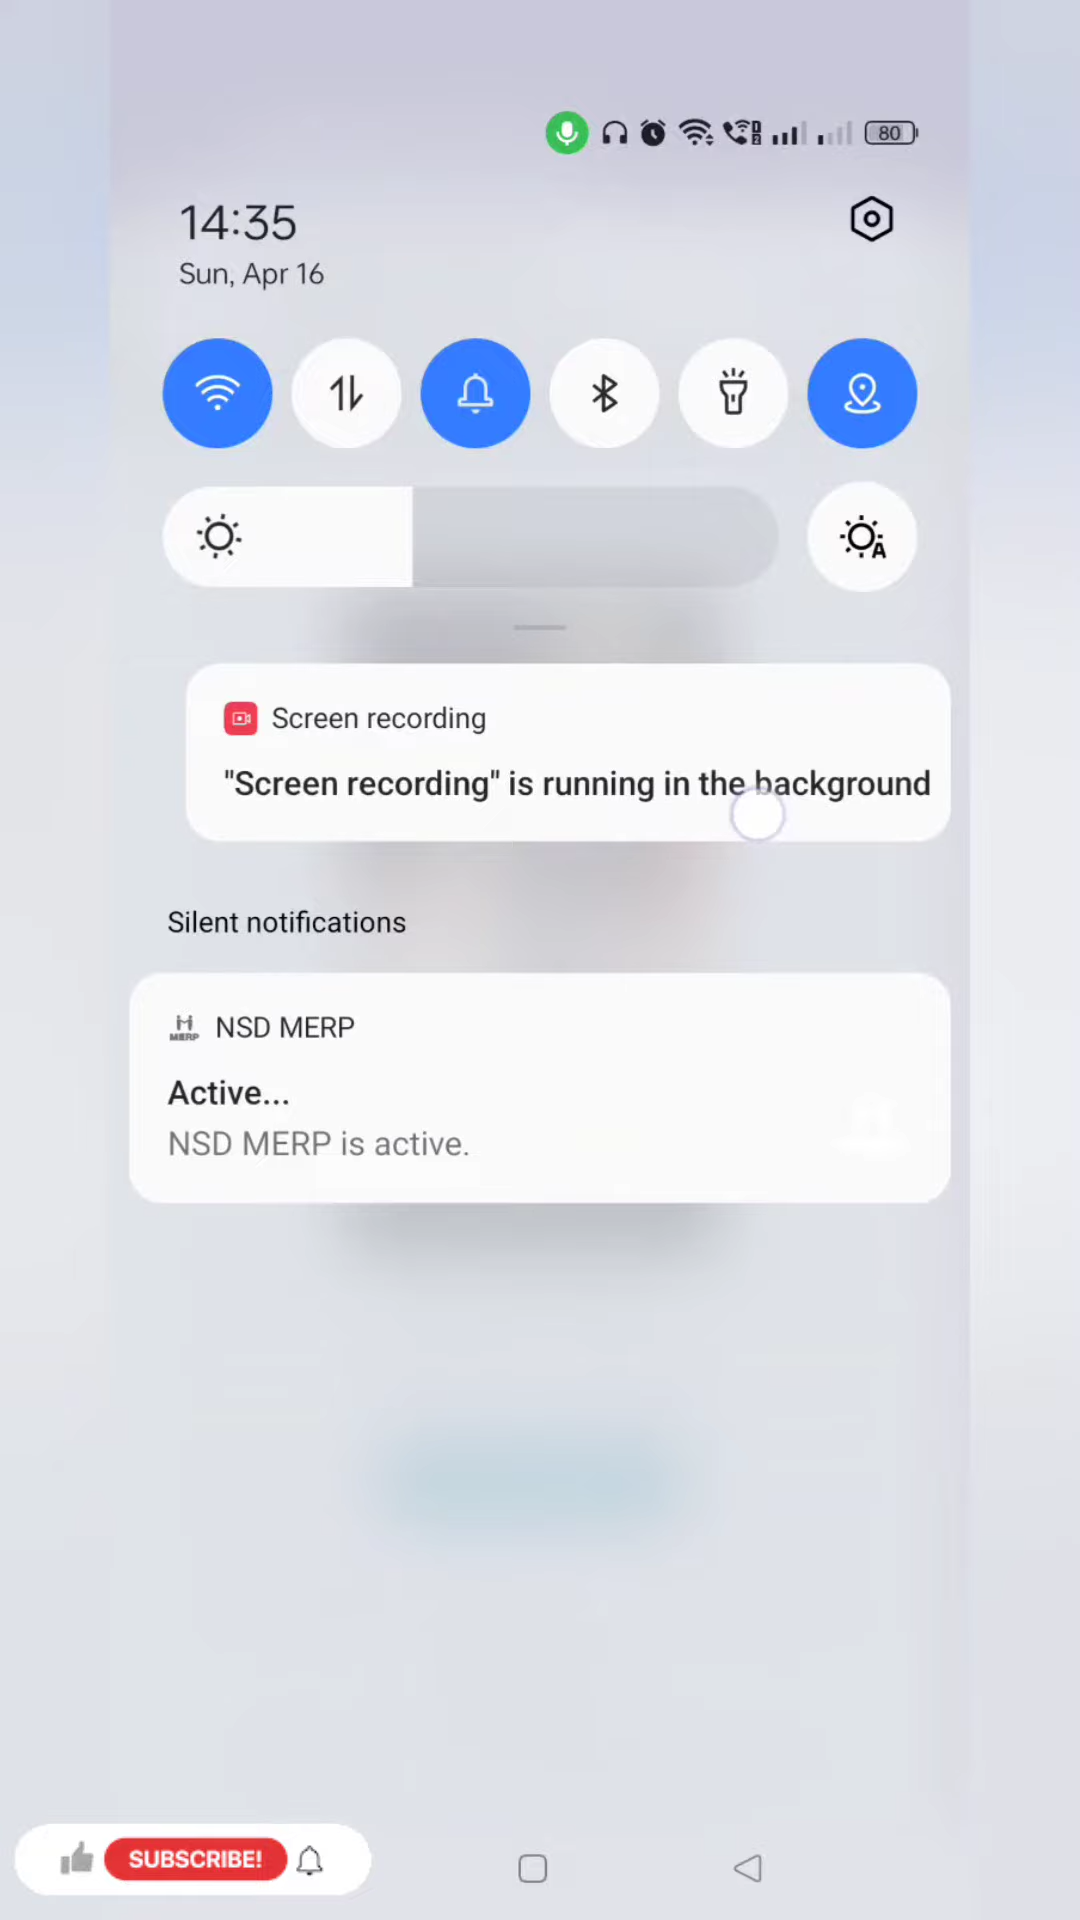 80
14:35
Sun, Apr 16
A
Screen recording
"Screen recording" is running in the background
Silent notifications
MERP
NSD MERP
Active...
NSD MERP is active.
SUBSCRIBE!